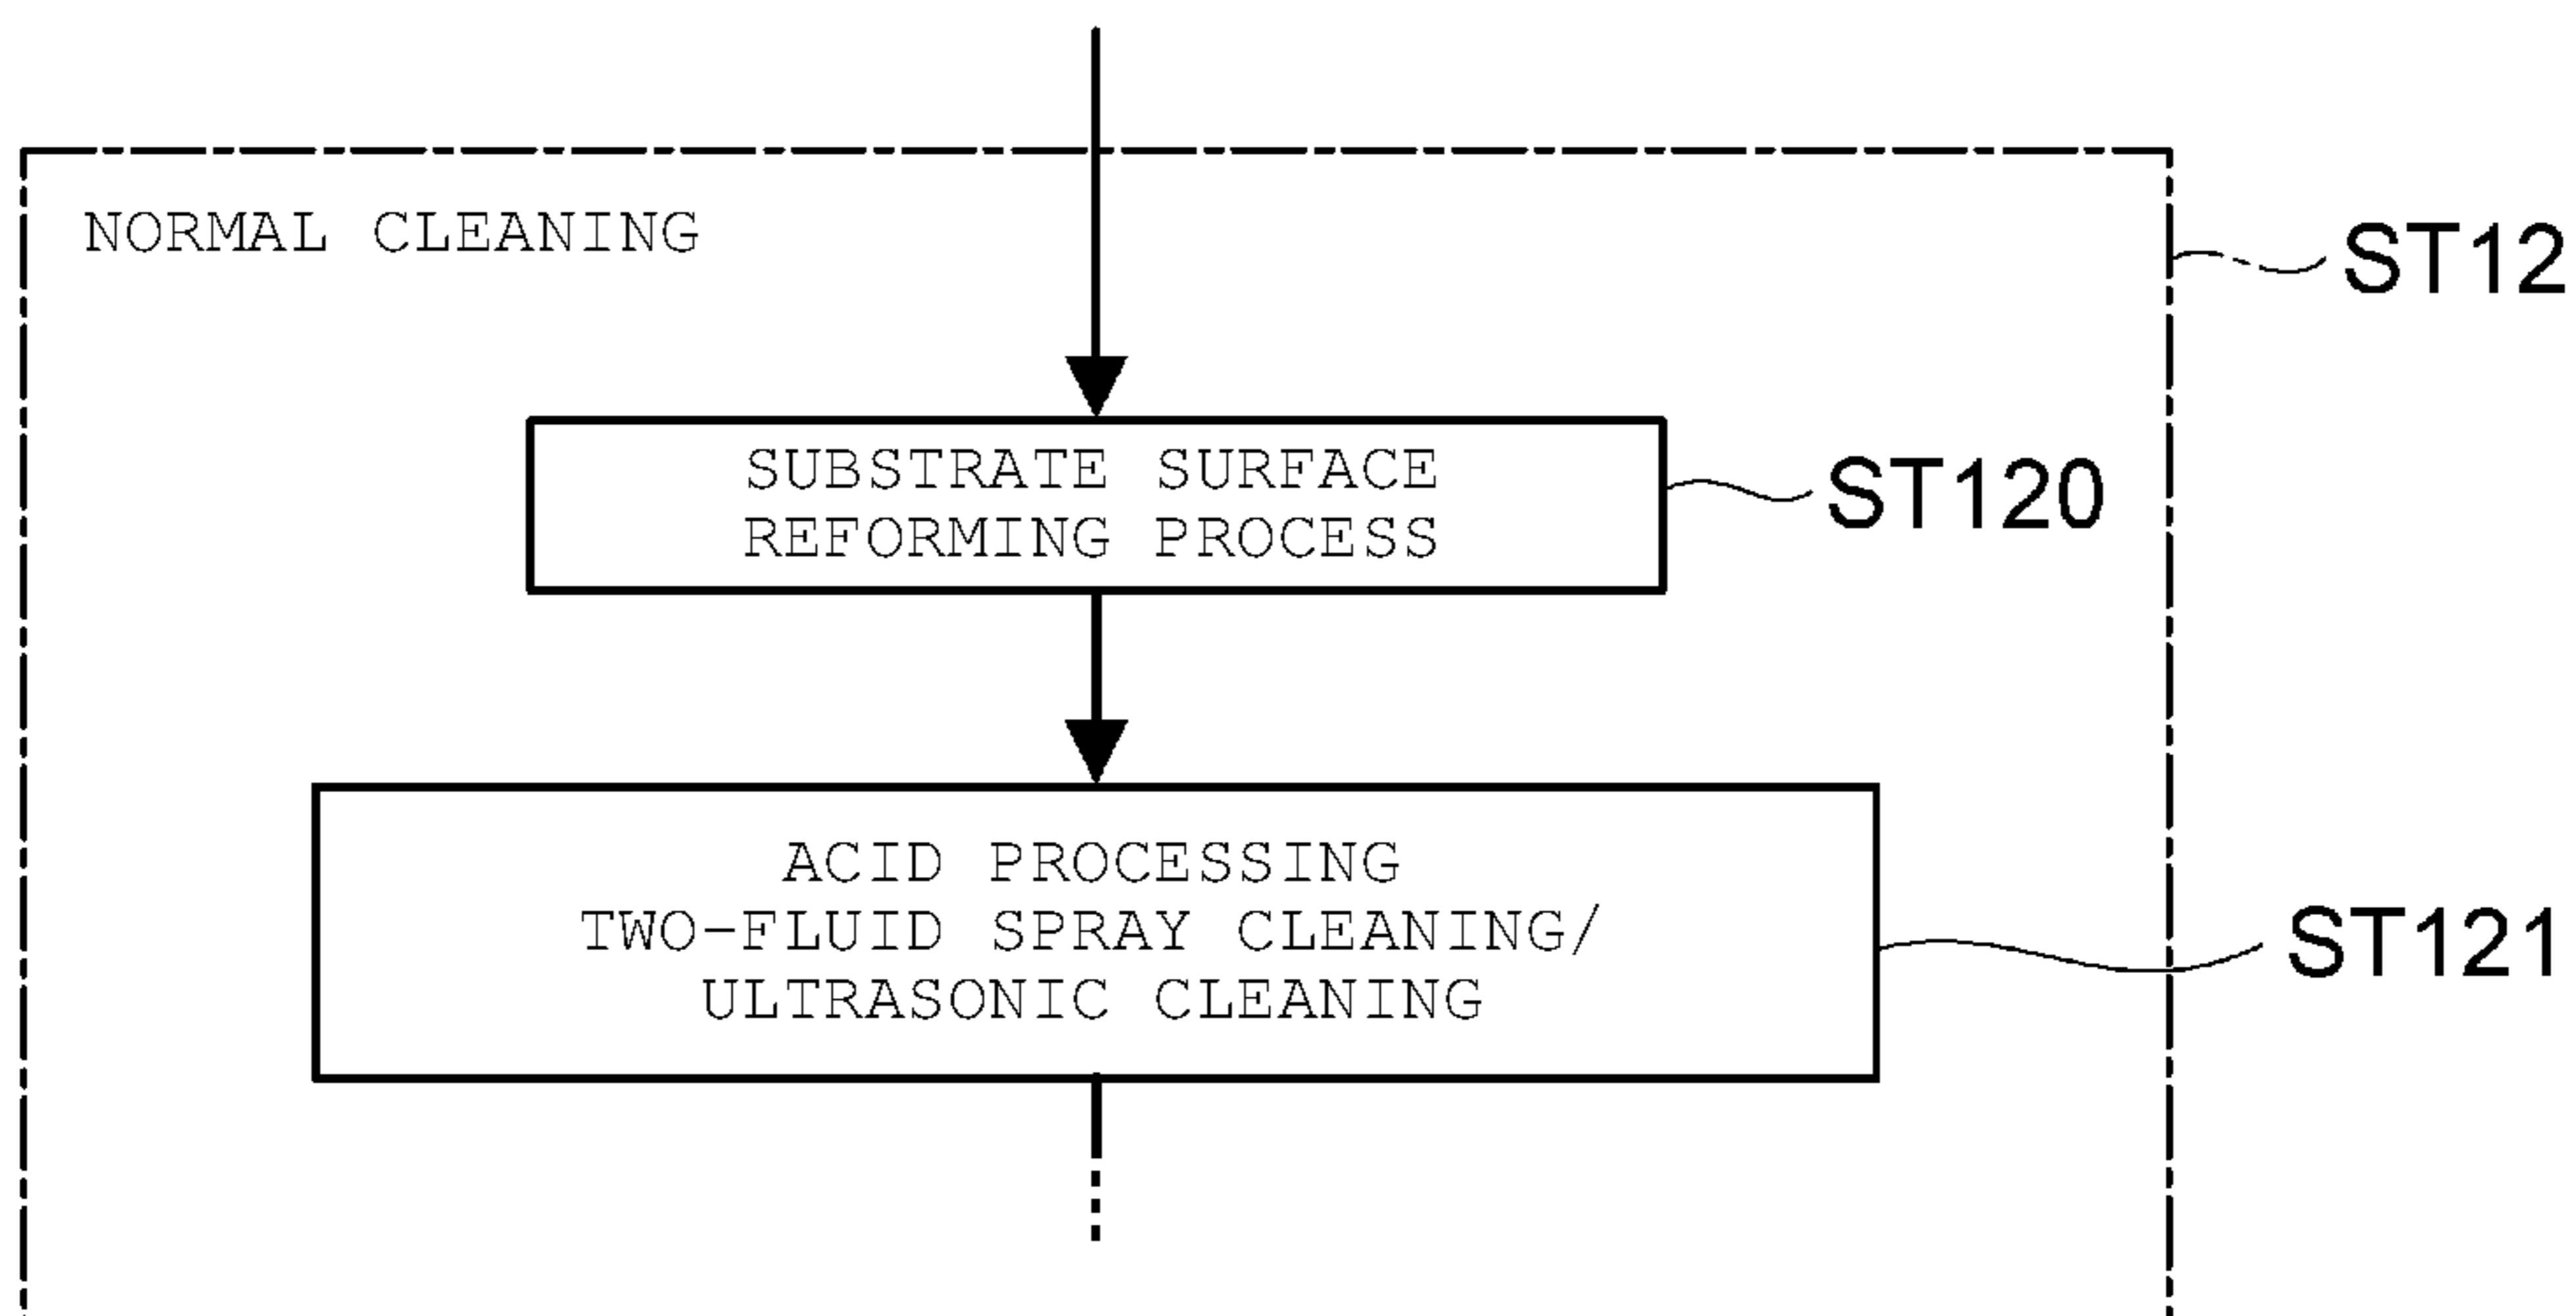 NORMAL CLEANING
ST12
SUBSTRATE SURFACE
REFORMING PROCESS
ST120
ACID PROCESSING
TWO-FLUID SPRAY CLEANING/
ULTRASONIC CLEANING
ST121